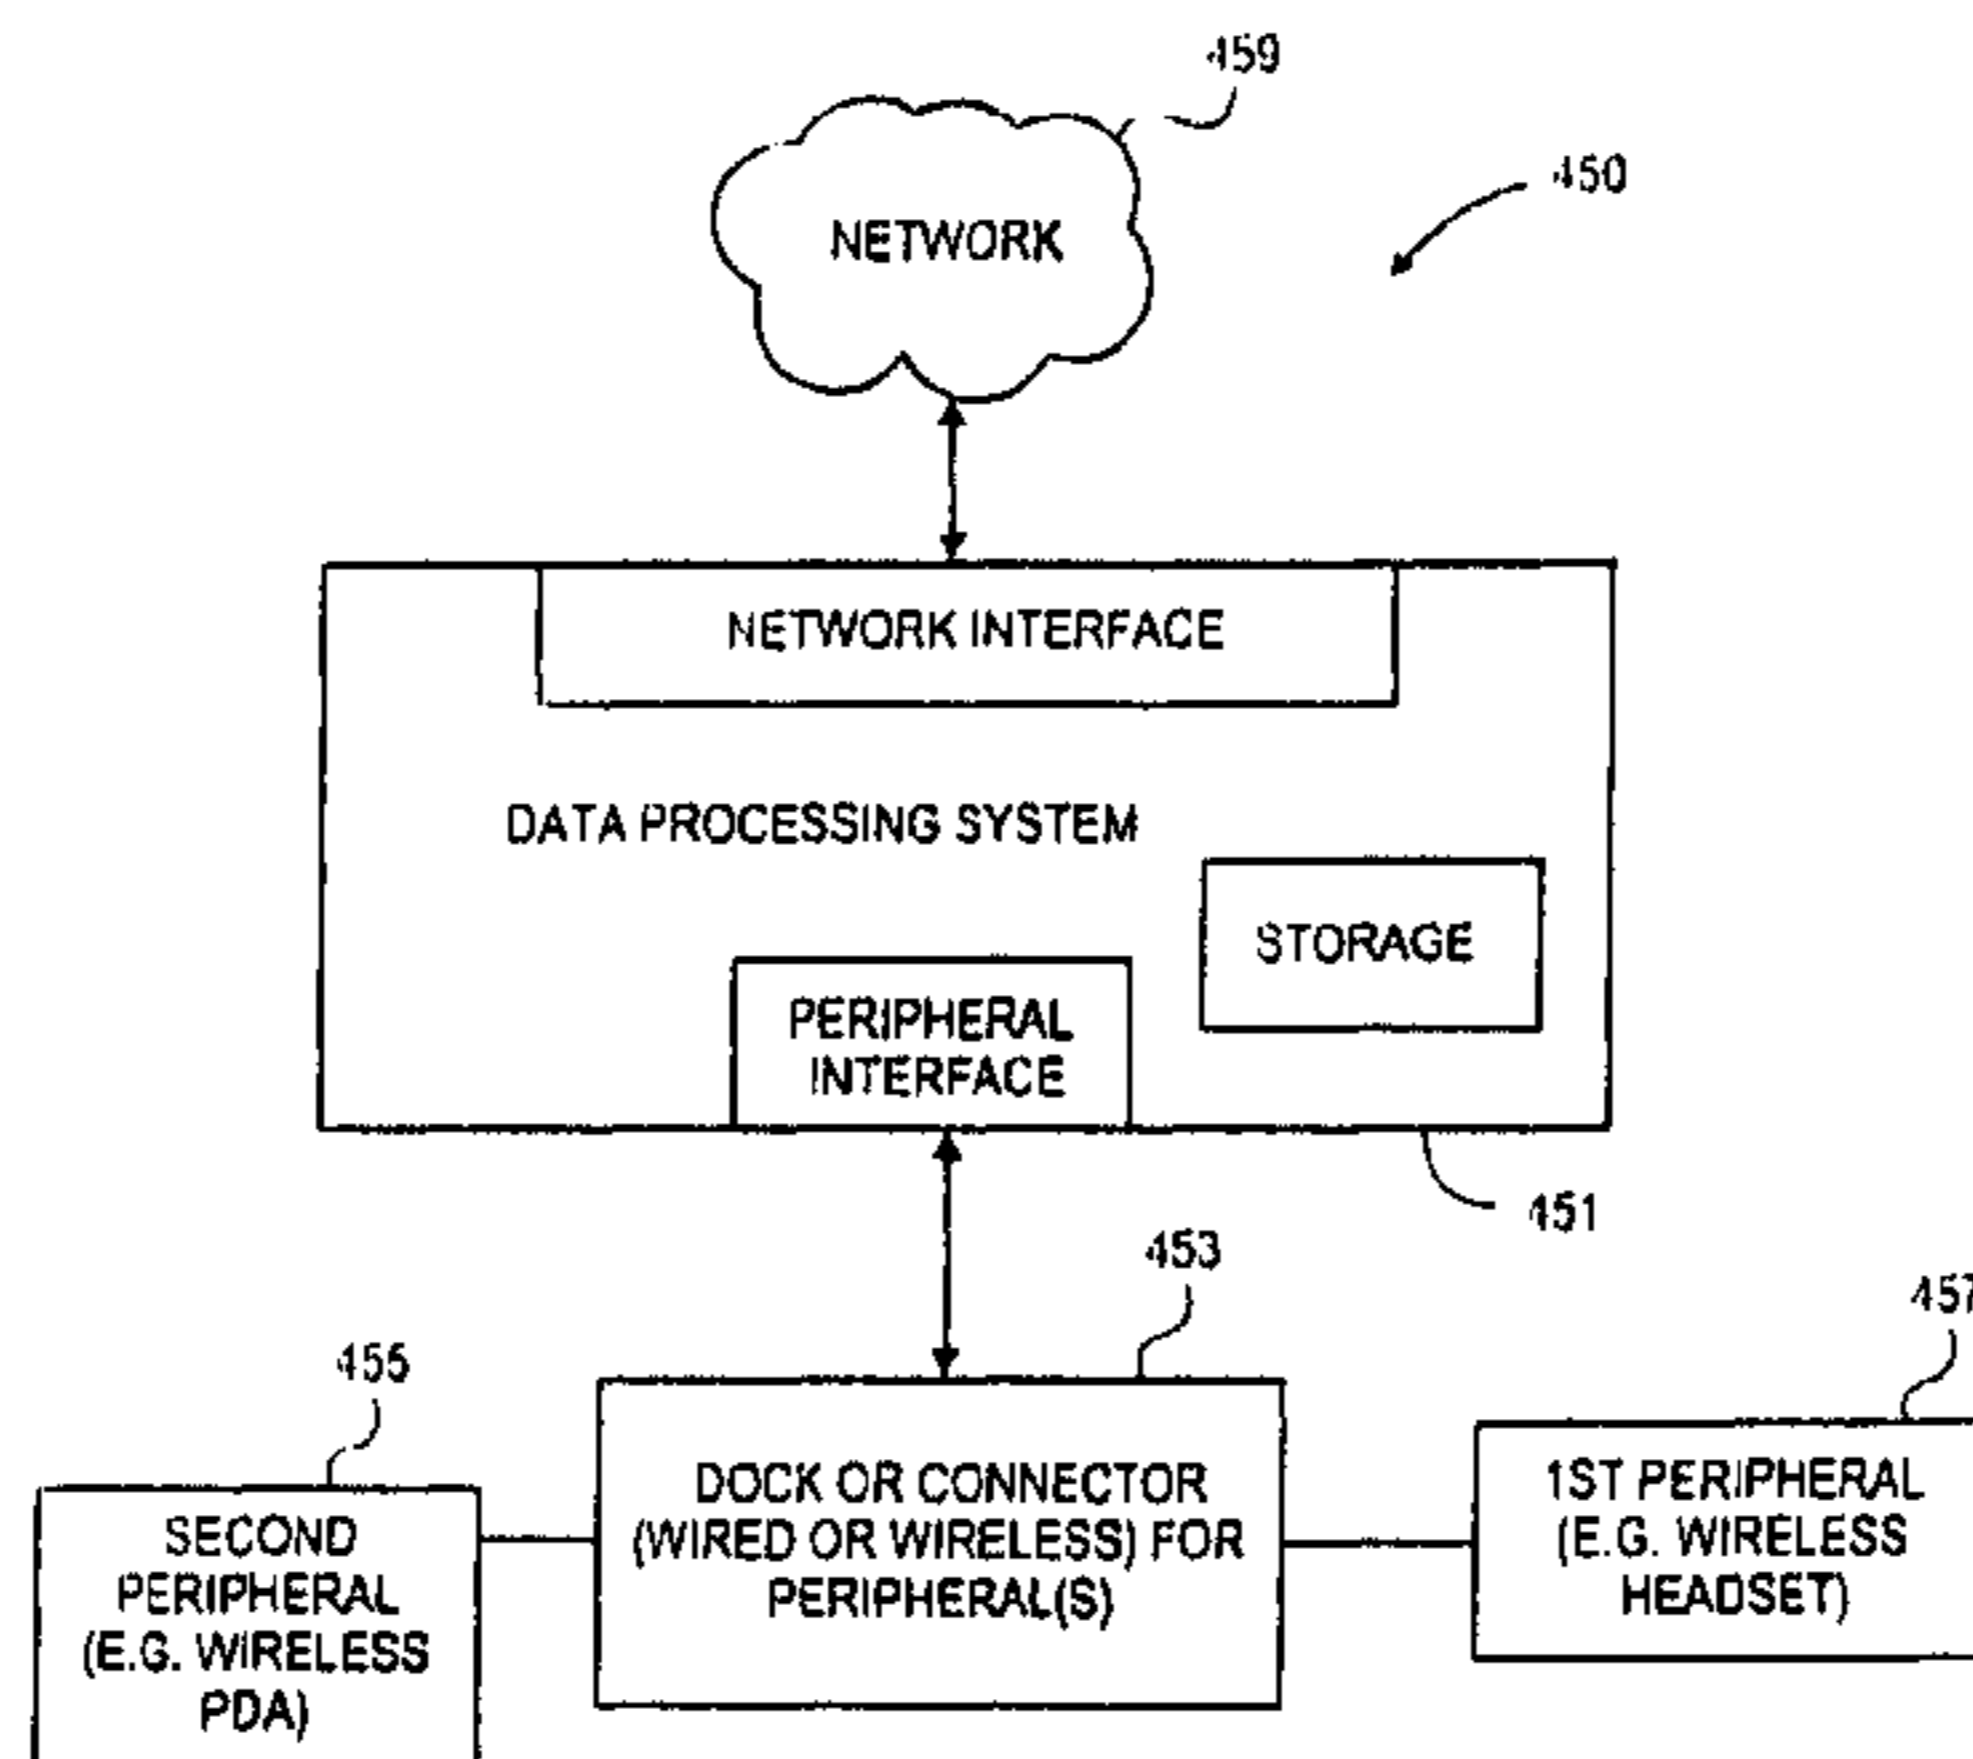 459
450
NETWORK
NETWORK INTERFACE
DATA PROCESSING SYSTEM
STORAGE
PERIPHERAL
INTERFACE
451
453
457
455
DOCK OR CONNECTOR
(WIRED OR WIRELESS) FOR
PERIPHERAL(S)
1ST PERIPHERAL
(E.G. WIRELESS
HEADSET)
SECOND
PERIPHERAL
(E.G. WIRELESS
PDA)